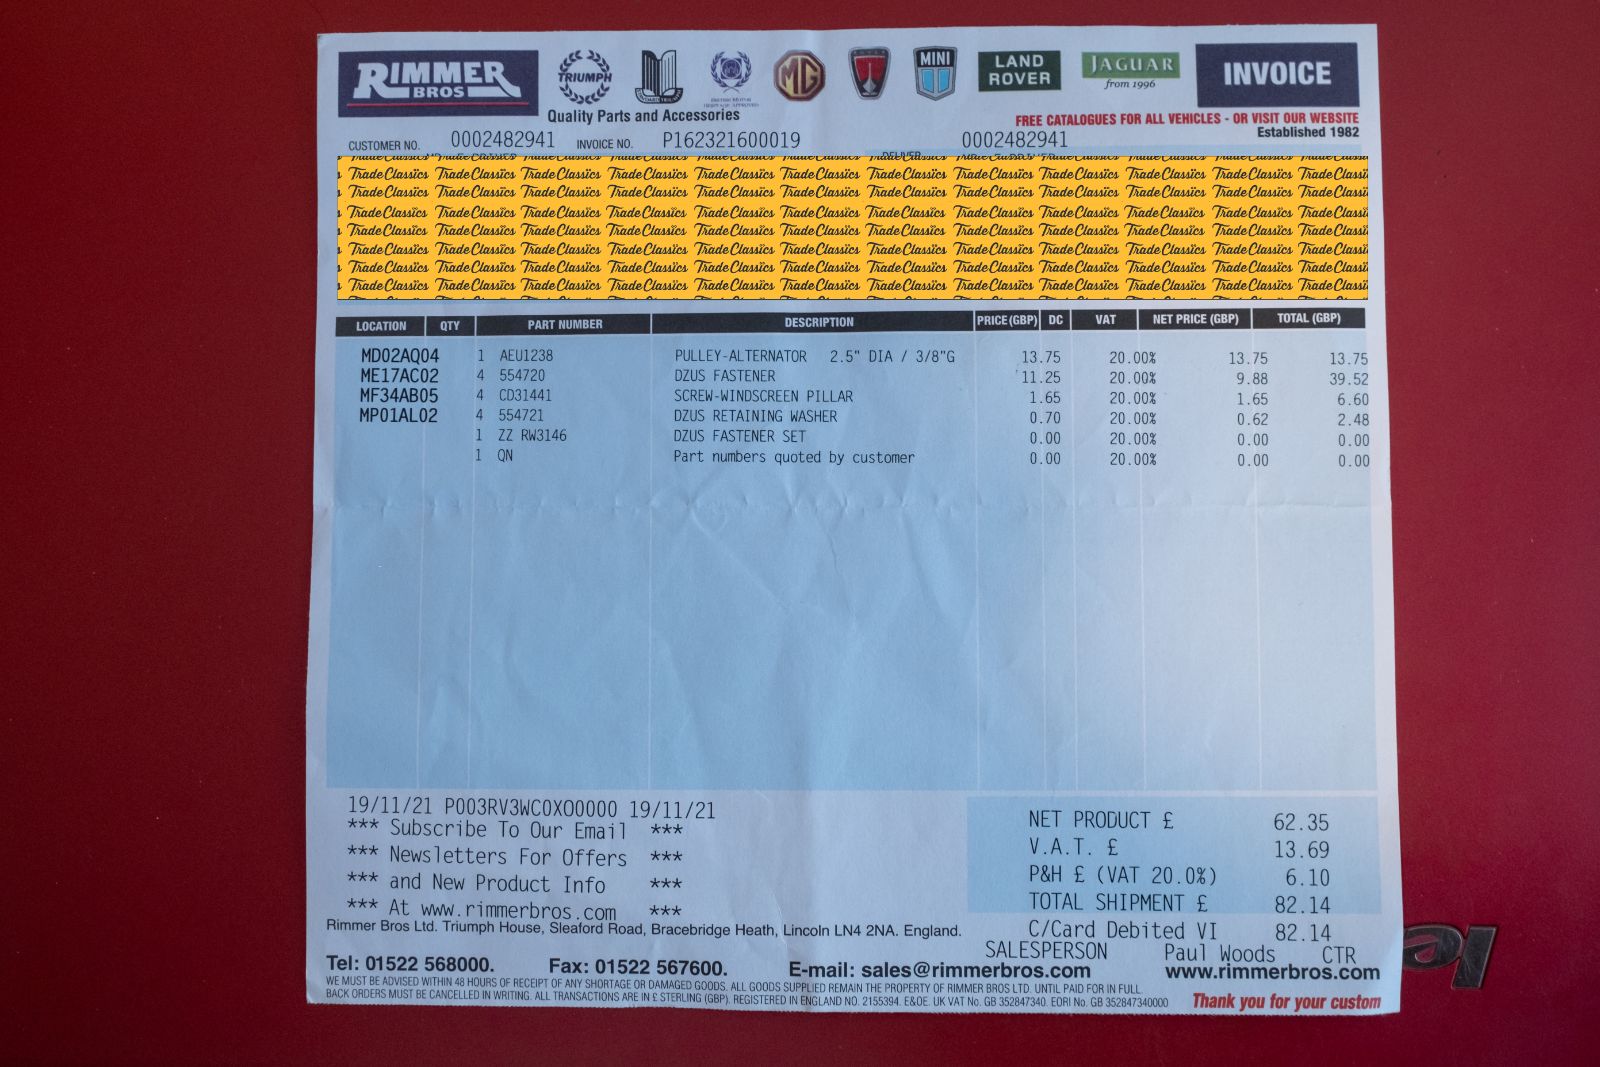 RIMMER BROS
TRIUMPH
MG
MINI
LAND ROVER
JAGUAR
from 1996
INVOICE
Quality Parts and Accessories
FREE CATALOGUES FOR ALL VEHICLES - OR VISIT OUR WEBSITE
Established 1982
CUSTOMER NO. 0002482941 INVOICE NO. P162321600019 0002482941
Trade Classics
LOCATION QTY PART NUMBER DESCRIPTION PRICE(GBP) DC VAT NET PRICE (GBP) TOTAL (GBP)
MD02AQ04 1 AEU1238 PULLEY-ALTERNATOR 2.5" DIA / 3/8"G 13.75 20.00% 13.75 13.75
ME17AC02 4 554720 DZUS FASTENER 11.25 20.00% 9.88 39.52
MF34AB05 4 CD31441 SCREW-WINDSCREEN PILLAR 1.65 20.00% 1.65 6.60
MP01AL02 4 554721 DZUS RETAINING WASHER 0.70 20.00% 0.62 2.48
1 ZZ RW3146 DZUS FASTENER SET 0.00 20.00% 0.00 0.00
1 QN Part numbers quoted by customer 0.00 20.00% 0.00 0.00
19/11/21 P003RV3WC0XO0000 19/11/21
*** Subscribe To Our Email ***
*** Newsletters For Offers ***
*** and New Product Info ***
*** At www.rimmerbros.com ***
NET PRODUCT £ 62.35
V.A.T. £ 13.69
P&H £ (VAT 20.0%) 6.10
TOTAL SHIPMENT £ 82.14
C/Card Debited VI 82.14
SALESPERSON Paul Woods CTR
Rimmer Bros Ltd. Triumph House, Sleaford Road, Bracebridge Heath, Lincoln LN4 2NA. England.
Tel: 01522 568000. Fax: 01522 567600. E-mail: sales@rimmerbros.com www.rimmerbros.com
WE MUST BE ADVISED WITHIN 48 HOURS OF RECEIPT OF ANY SHORTAGE OR DAMAGED GOODS. ALL GOODS SUPPLIED REMAIN THE PROPERTY OF RIMMER BROS LTD. UNTIL PAID FOR IN FULL.
BACK ORDERS MUST BE CANCELLED IN WRITING. ALL TRANSACTIONS ARE IN £ STERLING (GBP). REGISTERED IN ENGLAND NO. 2155394. E&OE. UK VAT No. GB 352847340. EORI No. GB 352847340000
Thank you for your custom